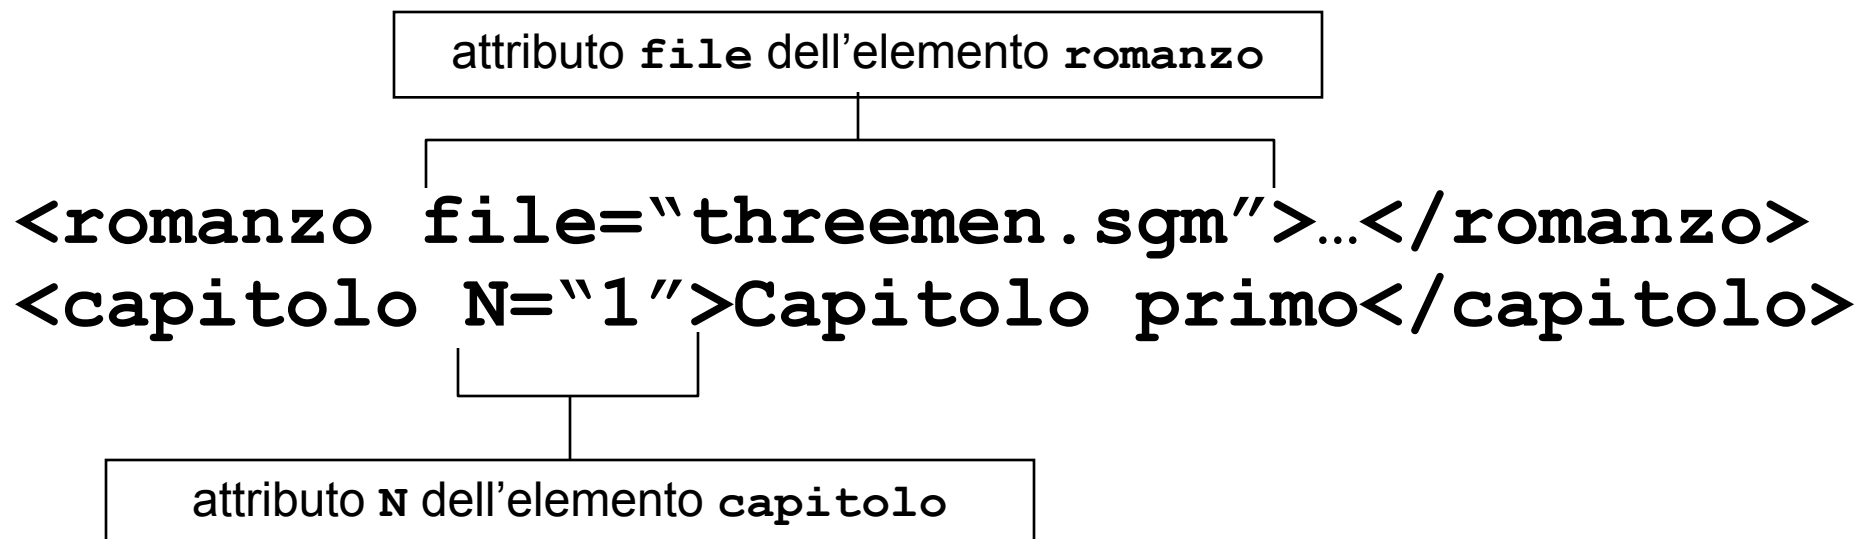 attributo file dell’elemento romanzo
<romanzo file=“threemen.sgm”>…</romanzo>
<capitolo N=“1”>Capitolo primo</capitolo>
attributo N dell’elemento capitolo